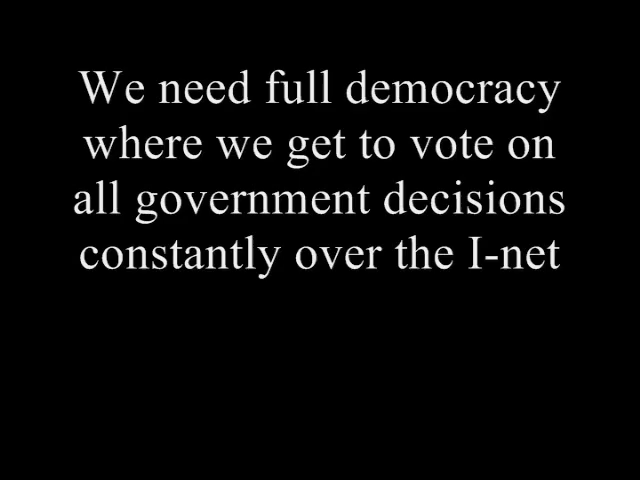 We need full democracy
where we get to vote on
all government decisions
constantly over the I-net